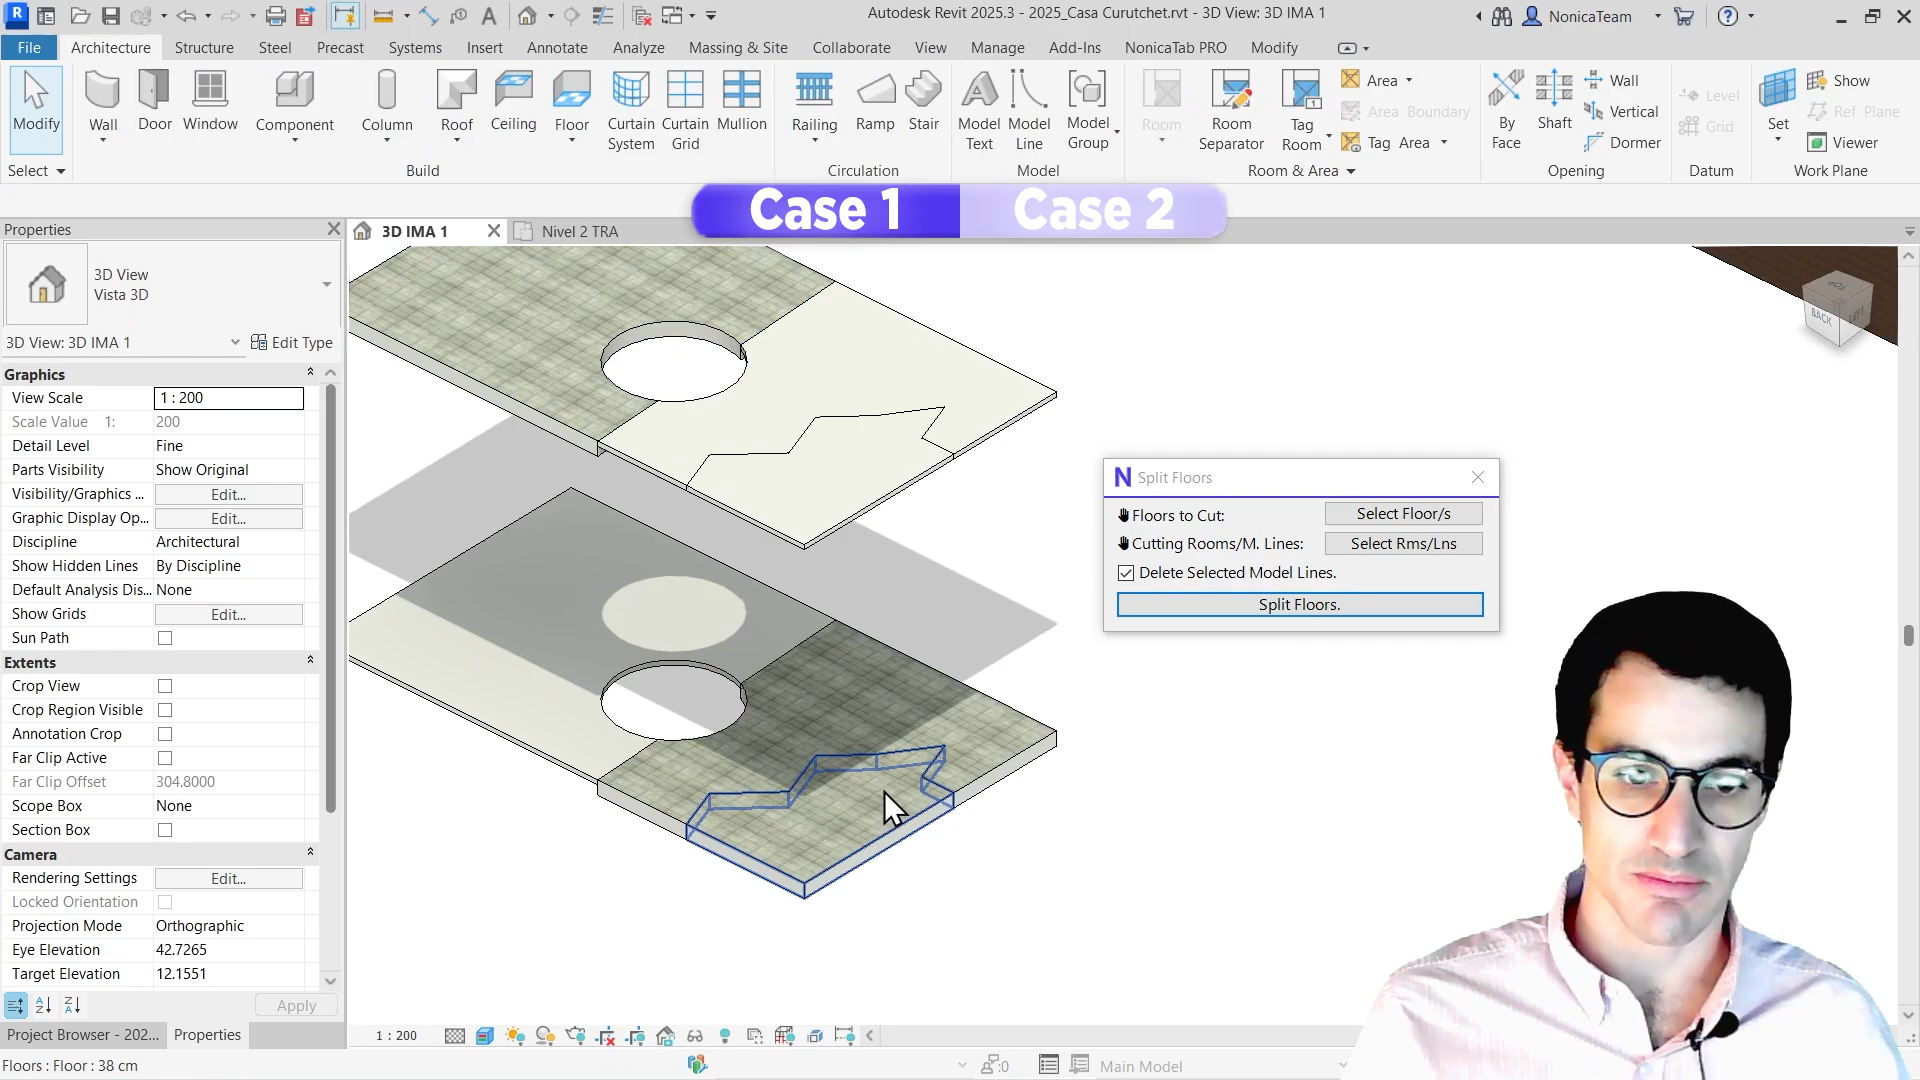 Autodesk Revit 2025.3 - 2025_Casa Curutchet.rvt - 3D View: 3D IMA 1
NonicaTeam
File
Architecture
Structure
Steel
Precast
Systems
Insert
Annotate
Analyze
Massing & Site
Collaborate
View
Manage
Add-Ins
NonicaTab PRO
Modify
Modify
Wall
Door
Window
Component
Column
Roof
Ceiling
Floor
Curtain System
Curtain Grid
Mullion
Railing
Ramp
Stair
Model Text
Model Line
Model Group
Room
Room Separator
Tag Room
Area
Area Boundary
Tag Area
By Face
Shaft
Wall
Vertical
Dormer
Level
Grid
Set
Show
Ref Plane
Viewer
Select
Build
Circulation
Model
Room & Area
Opening
Datum
Work Plane
Case 1
Case 2
Properties
3D IMA 1
Nivel 2 TRA
3D View
Vista 3D
3D View: 3D IMA 1
Edit Type
Graphics
View Scale
1 : 200
Scale Value 1:
200
Detail Level
Fine
Parts Visibility
Show Original
Visibility/Graphics ...
Edit...
Graphic Display Op...
Edit...
Discipline
Architectural
Show Hidden Lines
By Discipline
Default Analysis Dis...
None
Show Grids
Edit...
Sun Path
Extents
Crop View
Crop Region Visible
Annotation Crop
Far Clip Active
Far Clip Offset
304.8000
Scope Box
None
Section Box
Camera
Rendering Settings
Edit...
Locked Orientation
Projection Mode
Orthographic
Eye Elevation
42.7265
Target Elevation
12.1551
Apply
Project Browser - 202...
Properties
Floors : Floor : 38 cm
TOP
BACK
LEFT
N Split Floors
Floors to Cut:
Select Floor/s
Cutting Rooms/M. Lines:
Select Rms/Lns
Delete Selected Model Lines.
Split Floors.
1 : 200
:0
Main Model